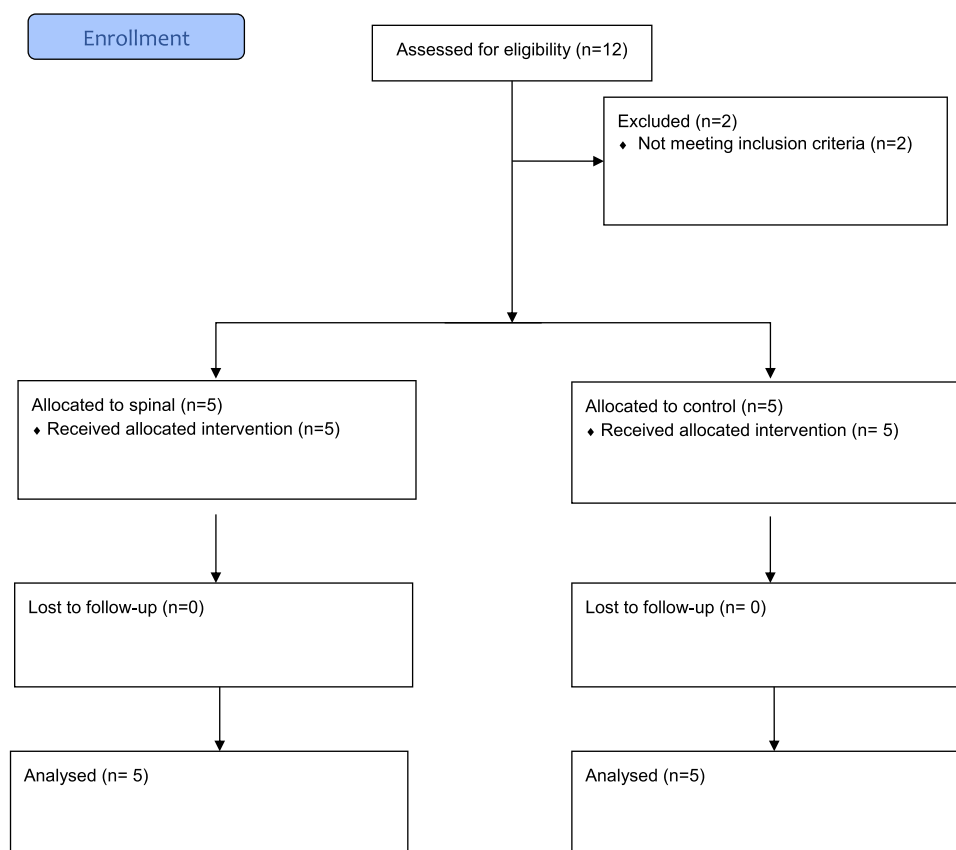 Enrollment
Assessed for eligibility (n=12)
Excluded (n=2)
♦ Not meeting inclusion criteria (n=2)
Allocated to spinal (n=5)
♦ Received allocated intervention (n=5)
Allocated to control (n=5)
♦ Received allocated intervention (n= 5)
Lost to follow-up (n=0)
Lost to follow-up (n= 0)
Analysed (n= 5)
Analysed (n=5)